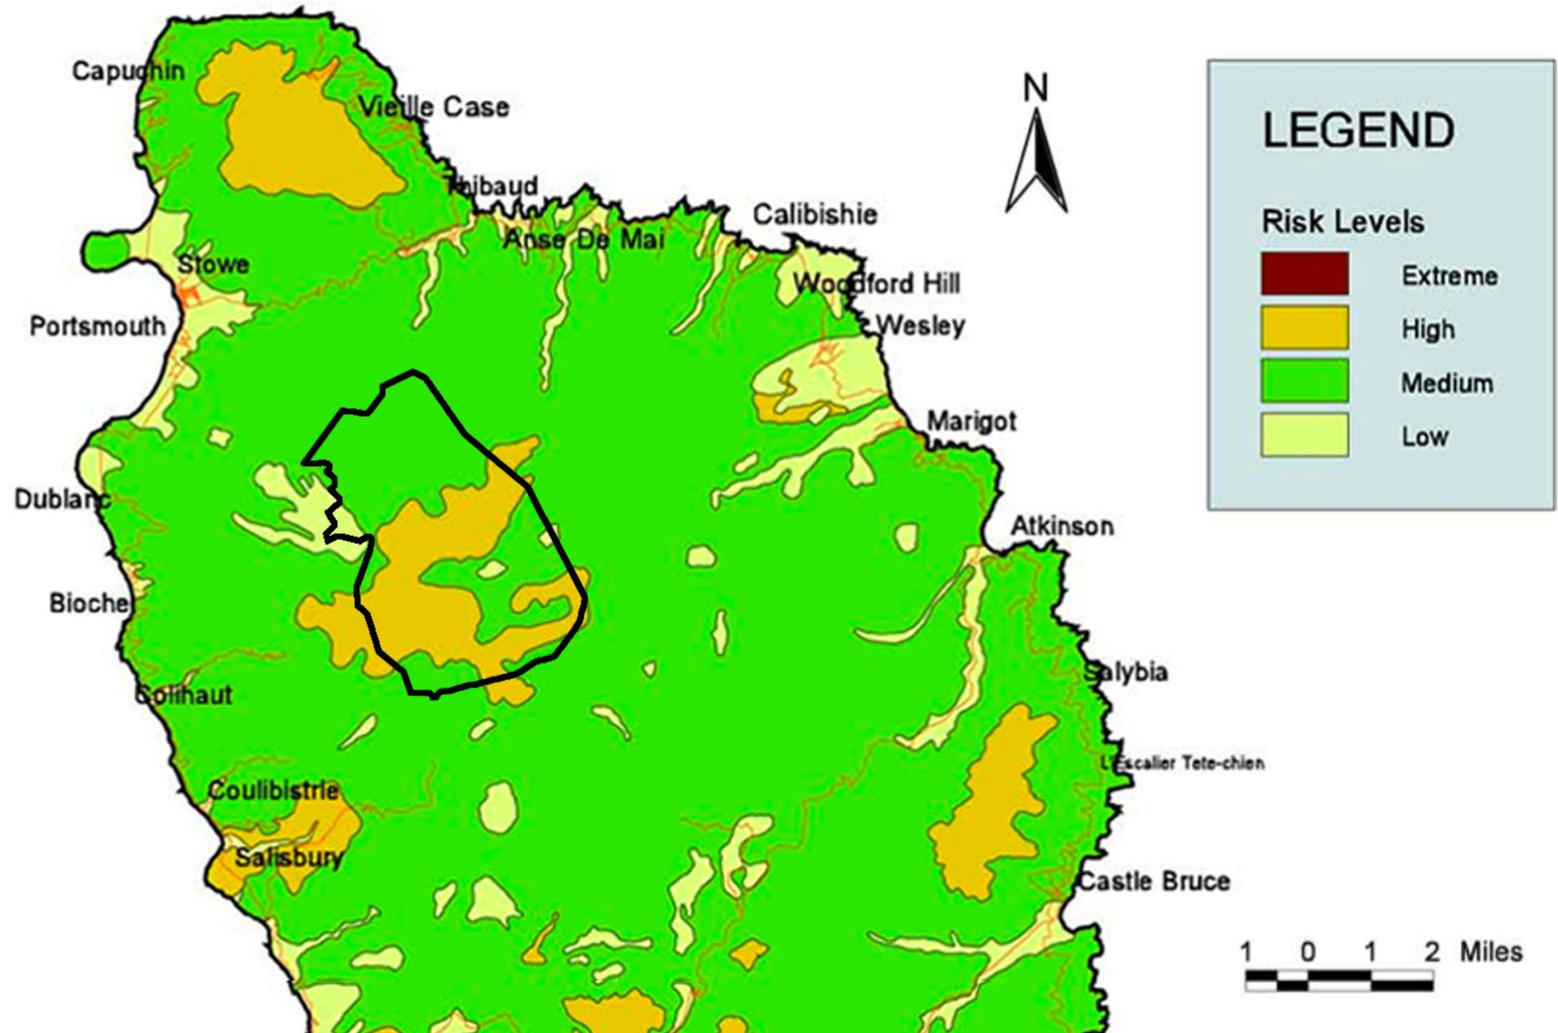 Capuchin
Vieille Case
Thibaud
Calibishie
Anse De Mai
Stowe
Woodford Hill
Portsmouth
Wesley
Marigot
Dublanc
Atkinson
Bioche
Salybia
Colihaut
L'Escalier Tete-chien
Coulibistrie
Salisbury
Castle Bruce
N
LEGEND
Risk Levels
Extreme
High
Medium
Low
1 0 1 2 Miles